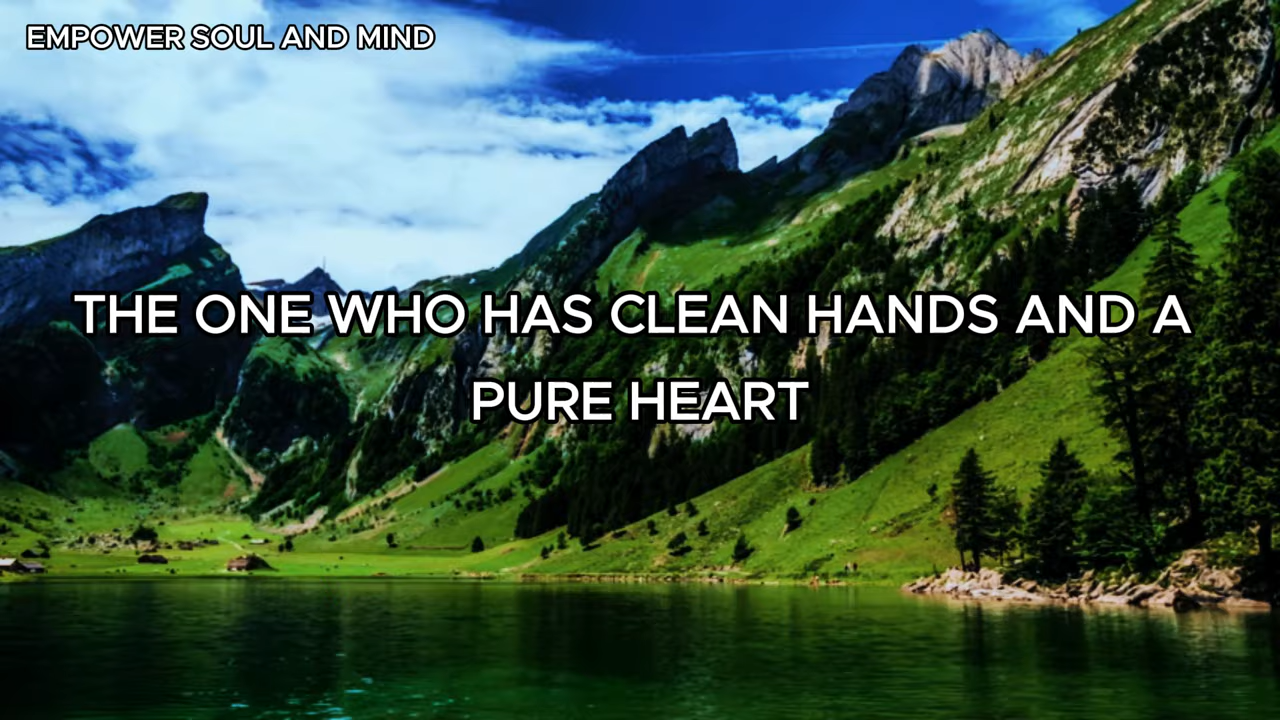 EMPOWER SOUL AND MIND
THE ONE WHO HAS CLEAN HANDS AND A
PURE HEART